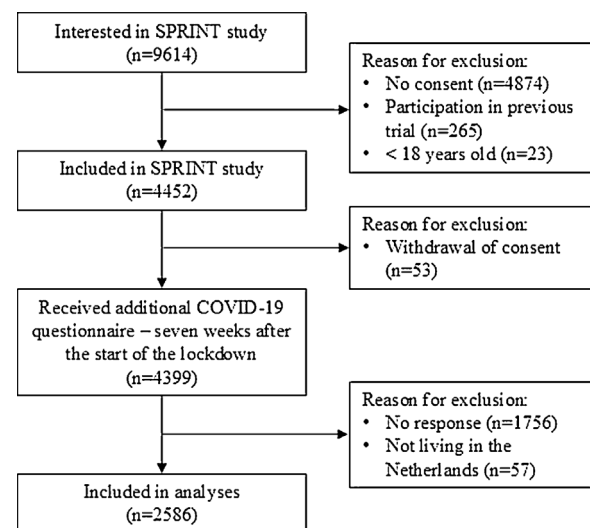 Interested in SPRINT study
(n=9614)
Reason for exclusion:
• No consent (n=4874)
• Participation in previous
trial (n=265)
• < 18 years old (n=23)
Included in SPRINT study
(n=4452)
Reason for exclusion:
• Withdrawal of consent
(n=53)
Received additional COVID-19
questionnaire – seven weeks after
the start of the lockdown
(n=4399)
Reason for exclusion:
• No response (n=1756)
• Not living in the
Netherlands (n=57)
Included in analyses
(n=2586)